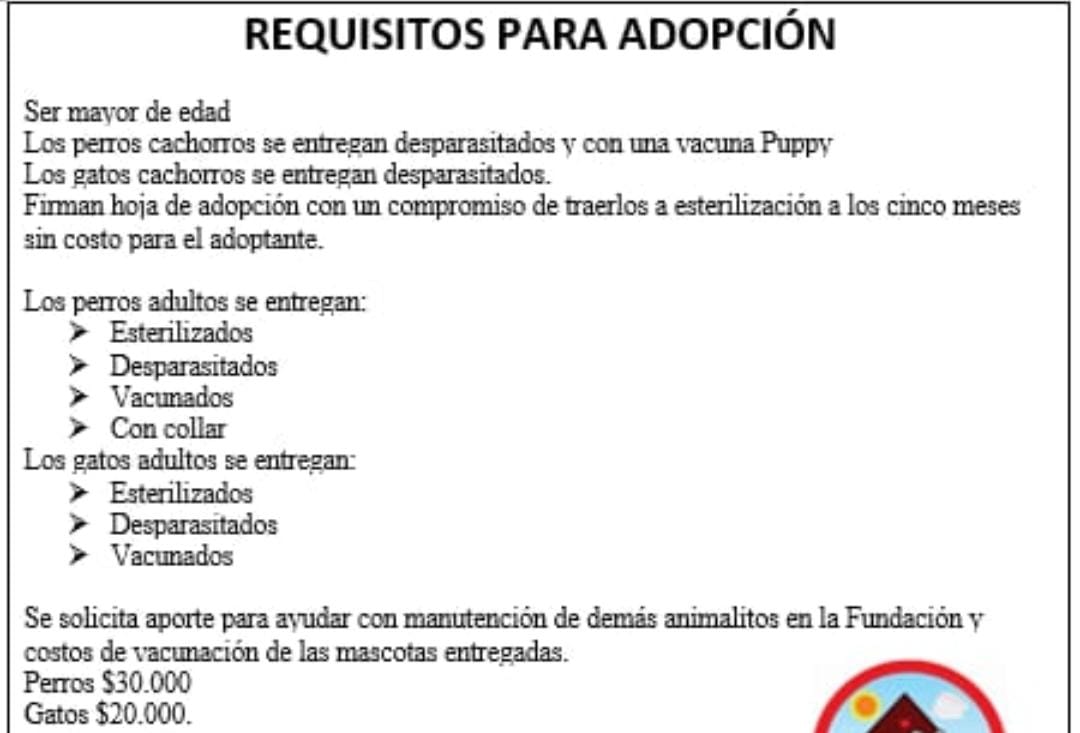 REQUISITOS PARA ADOPCIÓN
Ser mayor de edad
Los perros cachorros se entregan desparasitados y con una vacuna Puppy
Los gatos cachorros se entregan desparasitados.
Firman hoja de adopción con un compromiso de traerlos a esterilización a los cinco meses
sin costo para el adoptante.
Los perros adultos se entregan:
➤ Esterilizados
➤ Desparasitados
➤ Vacunados
➤ Con collar
Los gatos adultos se entregan:
➤ Esterilizados
➤ Desparasitados
➤ Vacunados
Se solicita aporte para ayudar con manutención de demás animalitos en la Fundación y
costos de vacunación de las mascotas entregadas.
Perros $30.000
Gatos $20.000.